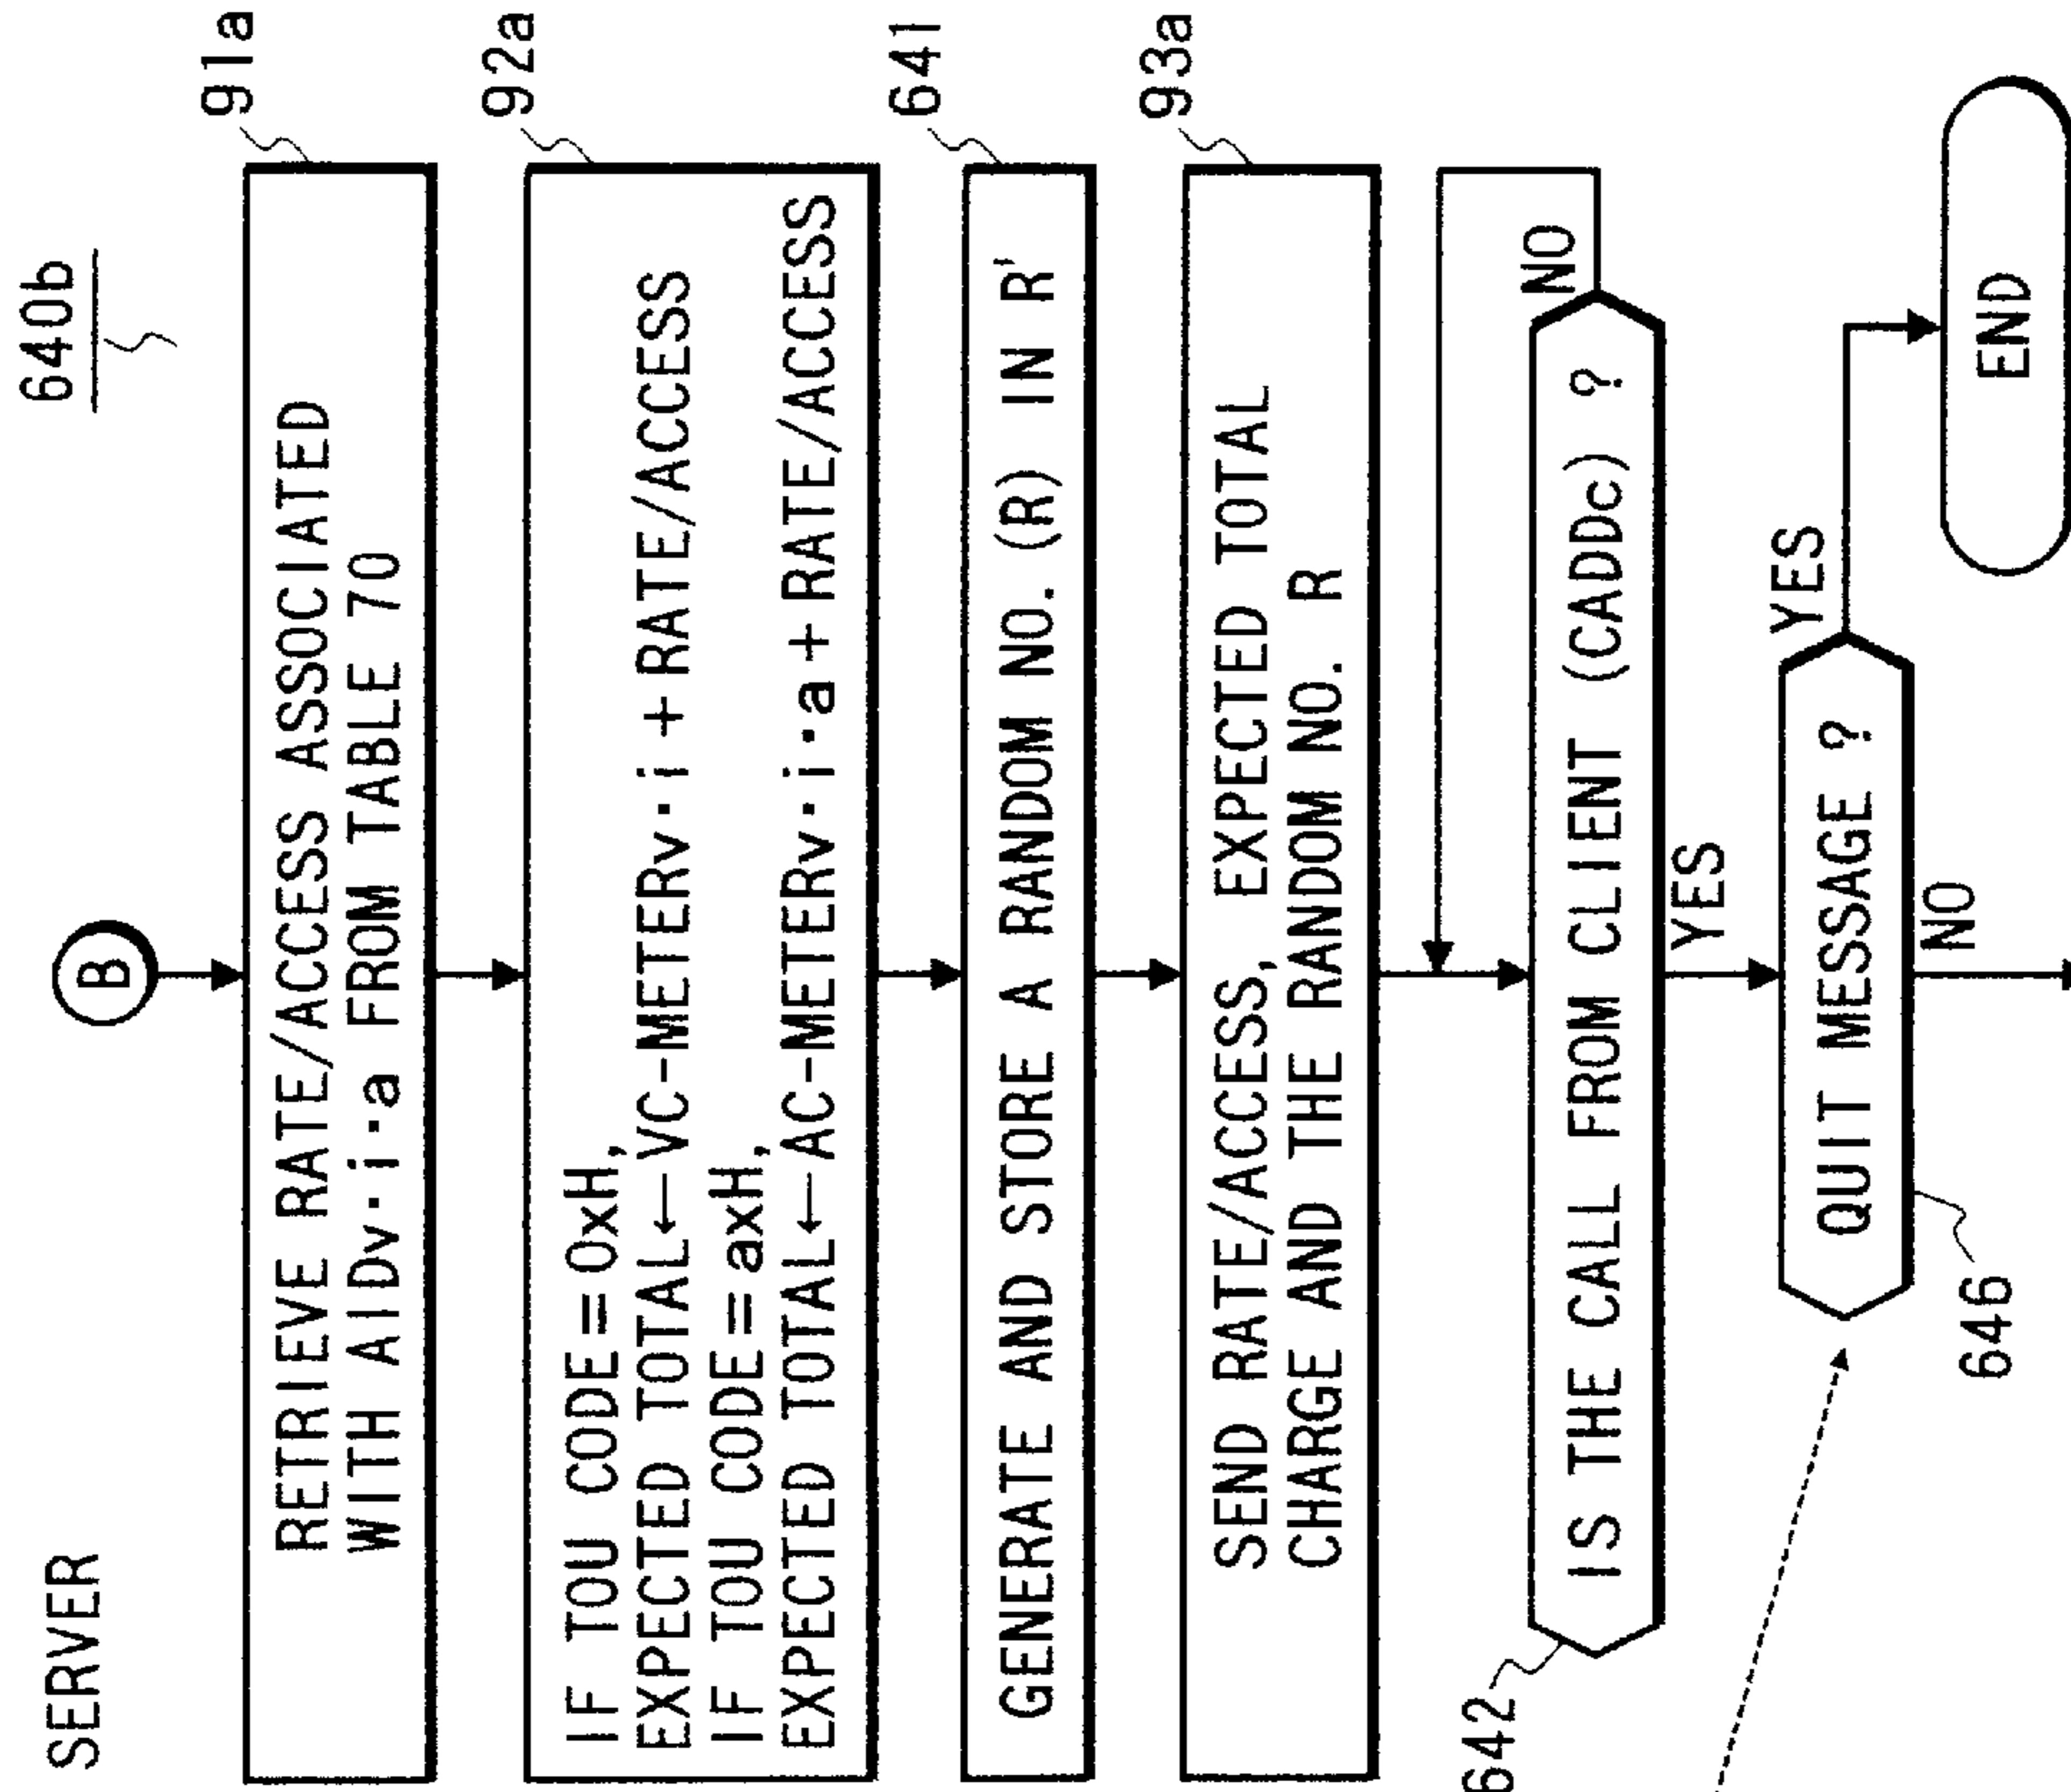 SERVER
640b
B
91a
RETRIEVE RATE/ACCESS ASSOCIATED
WITH AIDv·i·a FROM TABLE 70
92a
IF TOU CODE=0xH,
EXPECTED TOTAL←VC-METERv·i+RATE/ACCESS
IF TOU CODE=axH,
EXPECTED TOTAL←AC-METERv·i·a+RATE/ACCESS
641
GENERATE AND STORE A RANDOM NO. (R) IN R'
93a
SEND RATE/ACCESS, EXPECTED TOTAL
CHARGE AND THE RANDOM NO. R
642
IS THE CALL FROM CLIENT (CADDc) ?
NO
YES
QUIT MESSAGE ?
YES
646
NO
END